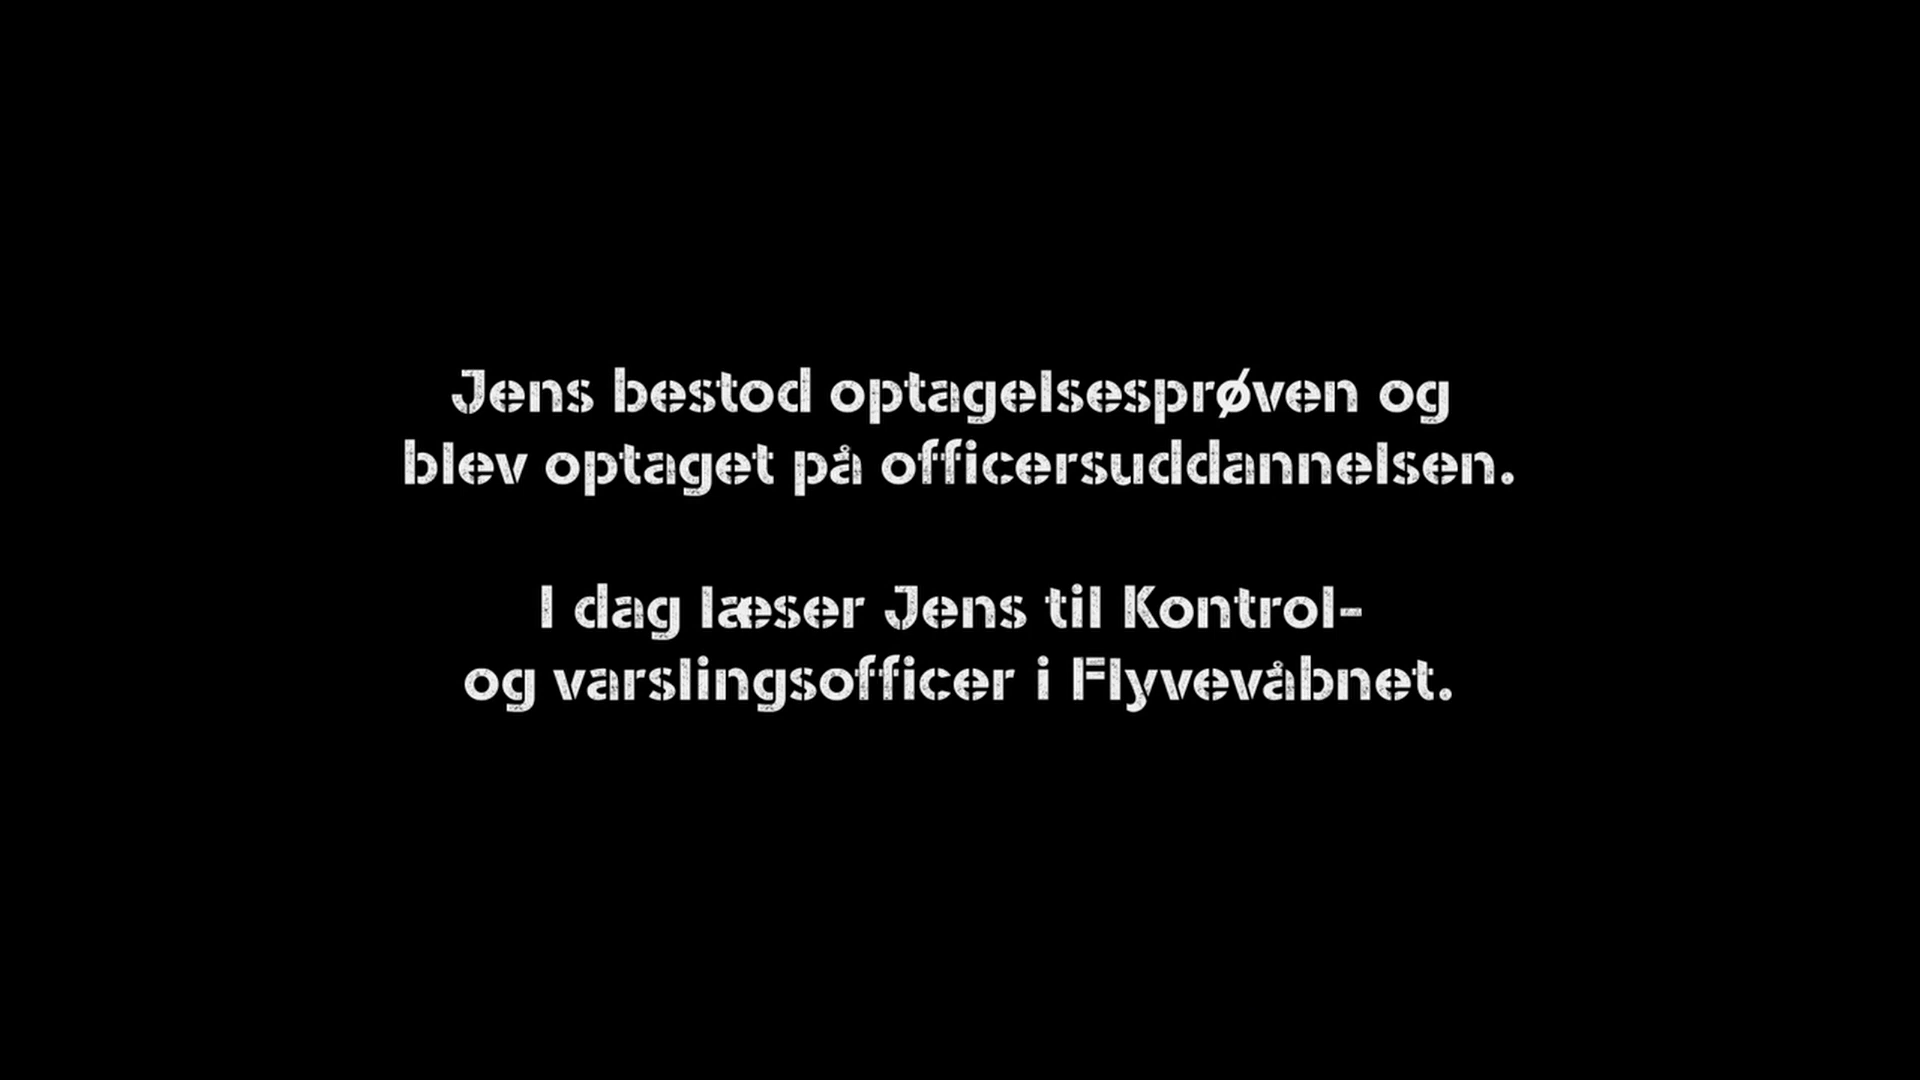 Jens bestod optagelsesprøven og
blev optaget på officersuddannelsen.
I dag læser Jens til Kontrol-
og varslingsofficer i Flyvevåbnet.